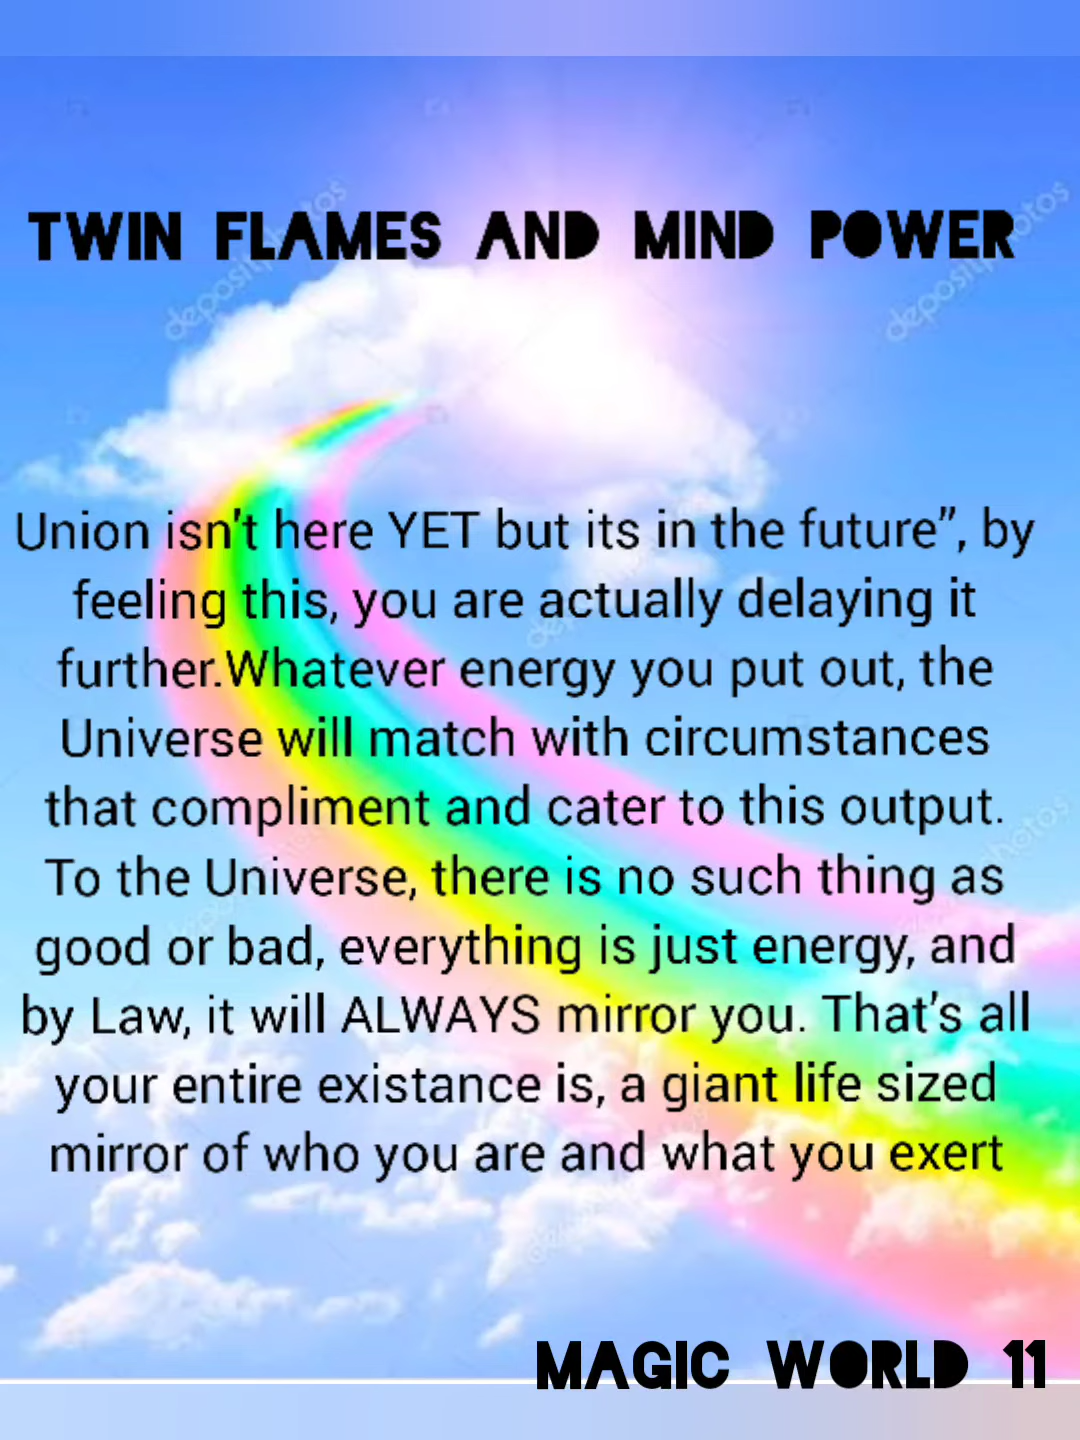 TWIN FLAMES AND MIND POWER
Union isn't here YET but its in the future”, by
feeling this, you are actually delaying it
further.Whatever energy you put out, the
Universe will match with circumstances
that compliment and cater to this output.
To the Universe, there is no such thing as
good or bad, everything is just energy, and
by Law, it will ALWAYS mirror you. That's all
your entire existance is, a giant life sized
mirror of who you are and what you exert
MAGIC WORLD 11
depositphotos
depositphotos